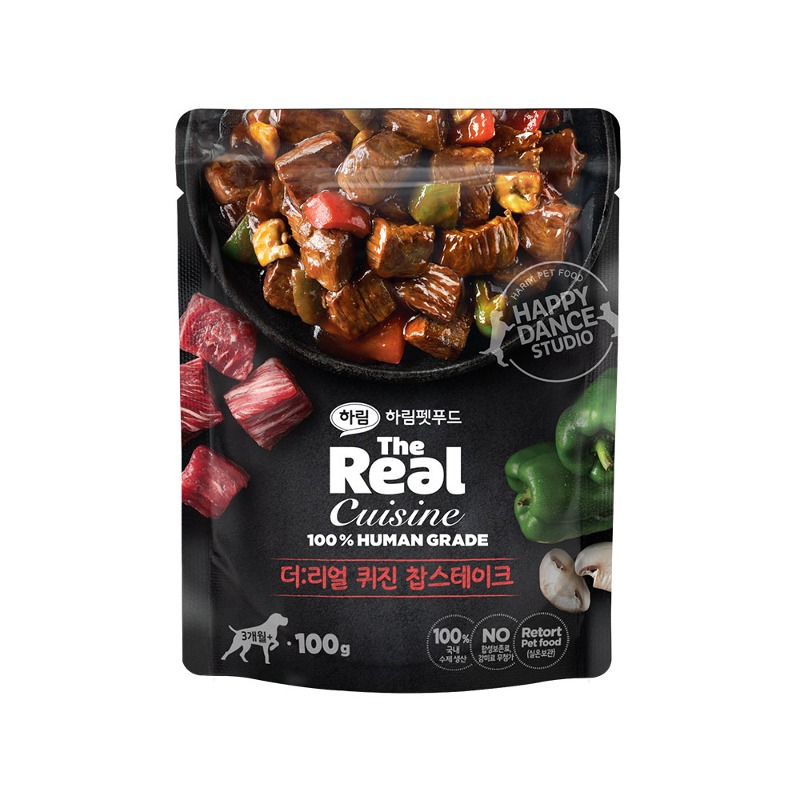 HARIM PET FOOD
HAPPY
DANCE
STUDIO
하림 하림펫푸드
The
Real
Cuisine
100% HUMAN GRADE
더:리얼 퀴진 찹스테이크
3개월+ · 100g
100%
국내
수제 생산
NO
합성보존료,
감미료 무첨가
Retort
Pet food
(실온보관)